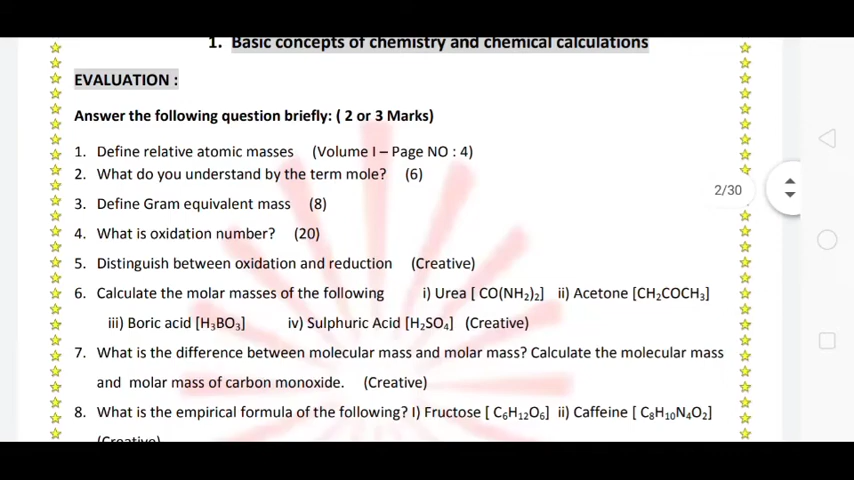 1. Basic concepts of chemistry and chemical calculations
EVALUATION :
Answer the following question briefly: ( 2 or 3 Marks)
1. Define relative atomic masses (Volume I – Page NO : 4)
2. What do you understand by the term mole? (6)
2/30
3. Define Gram equivalent mass (8)
4. What is oxidation number? (20)
5. Distinguish between oxidation and reduction (Creative)
6. Calculate the molar masses of the following i) Urea [ CO(NH₂)₂] ii) Acetone [CH₂COCH₃]
iii) Boric acid [H₃BO₃] iv) Sulphuric Acid [H₂SO₄] (Creative)
7. What is the difference between molecular mass and molar mass? Calculate the molecular mass
and molar mass of carbon monoxide. (Creative)
8. What is the empirical formula of the following? I) Fructose [ C₆H₁₂O₆] ii) Caffeine [ C₈H₁₀N₄O₂]
(Creative)